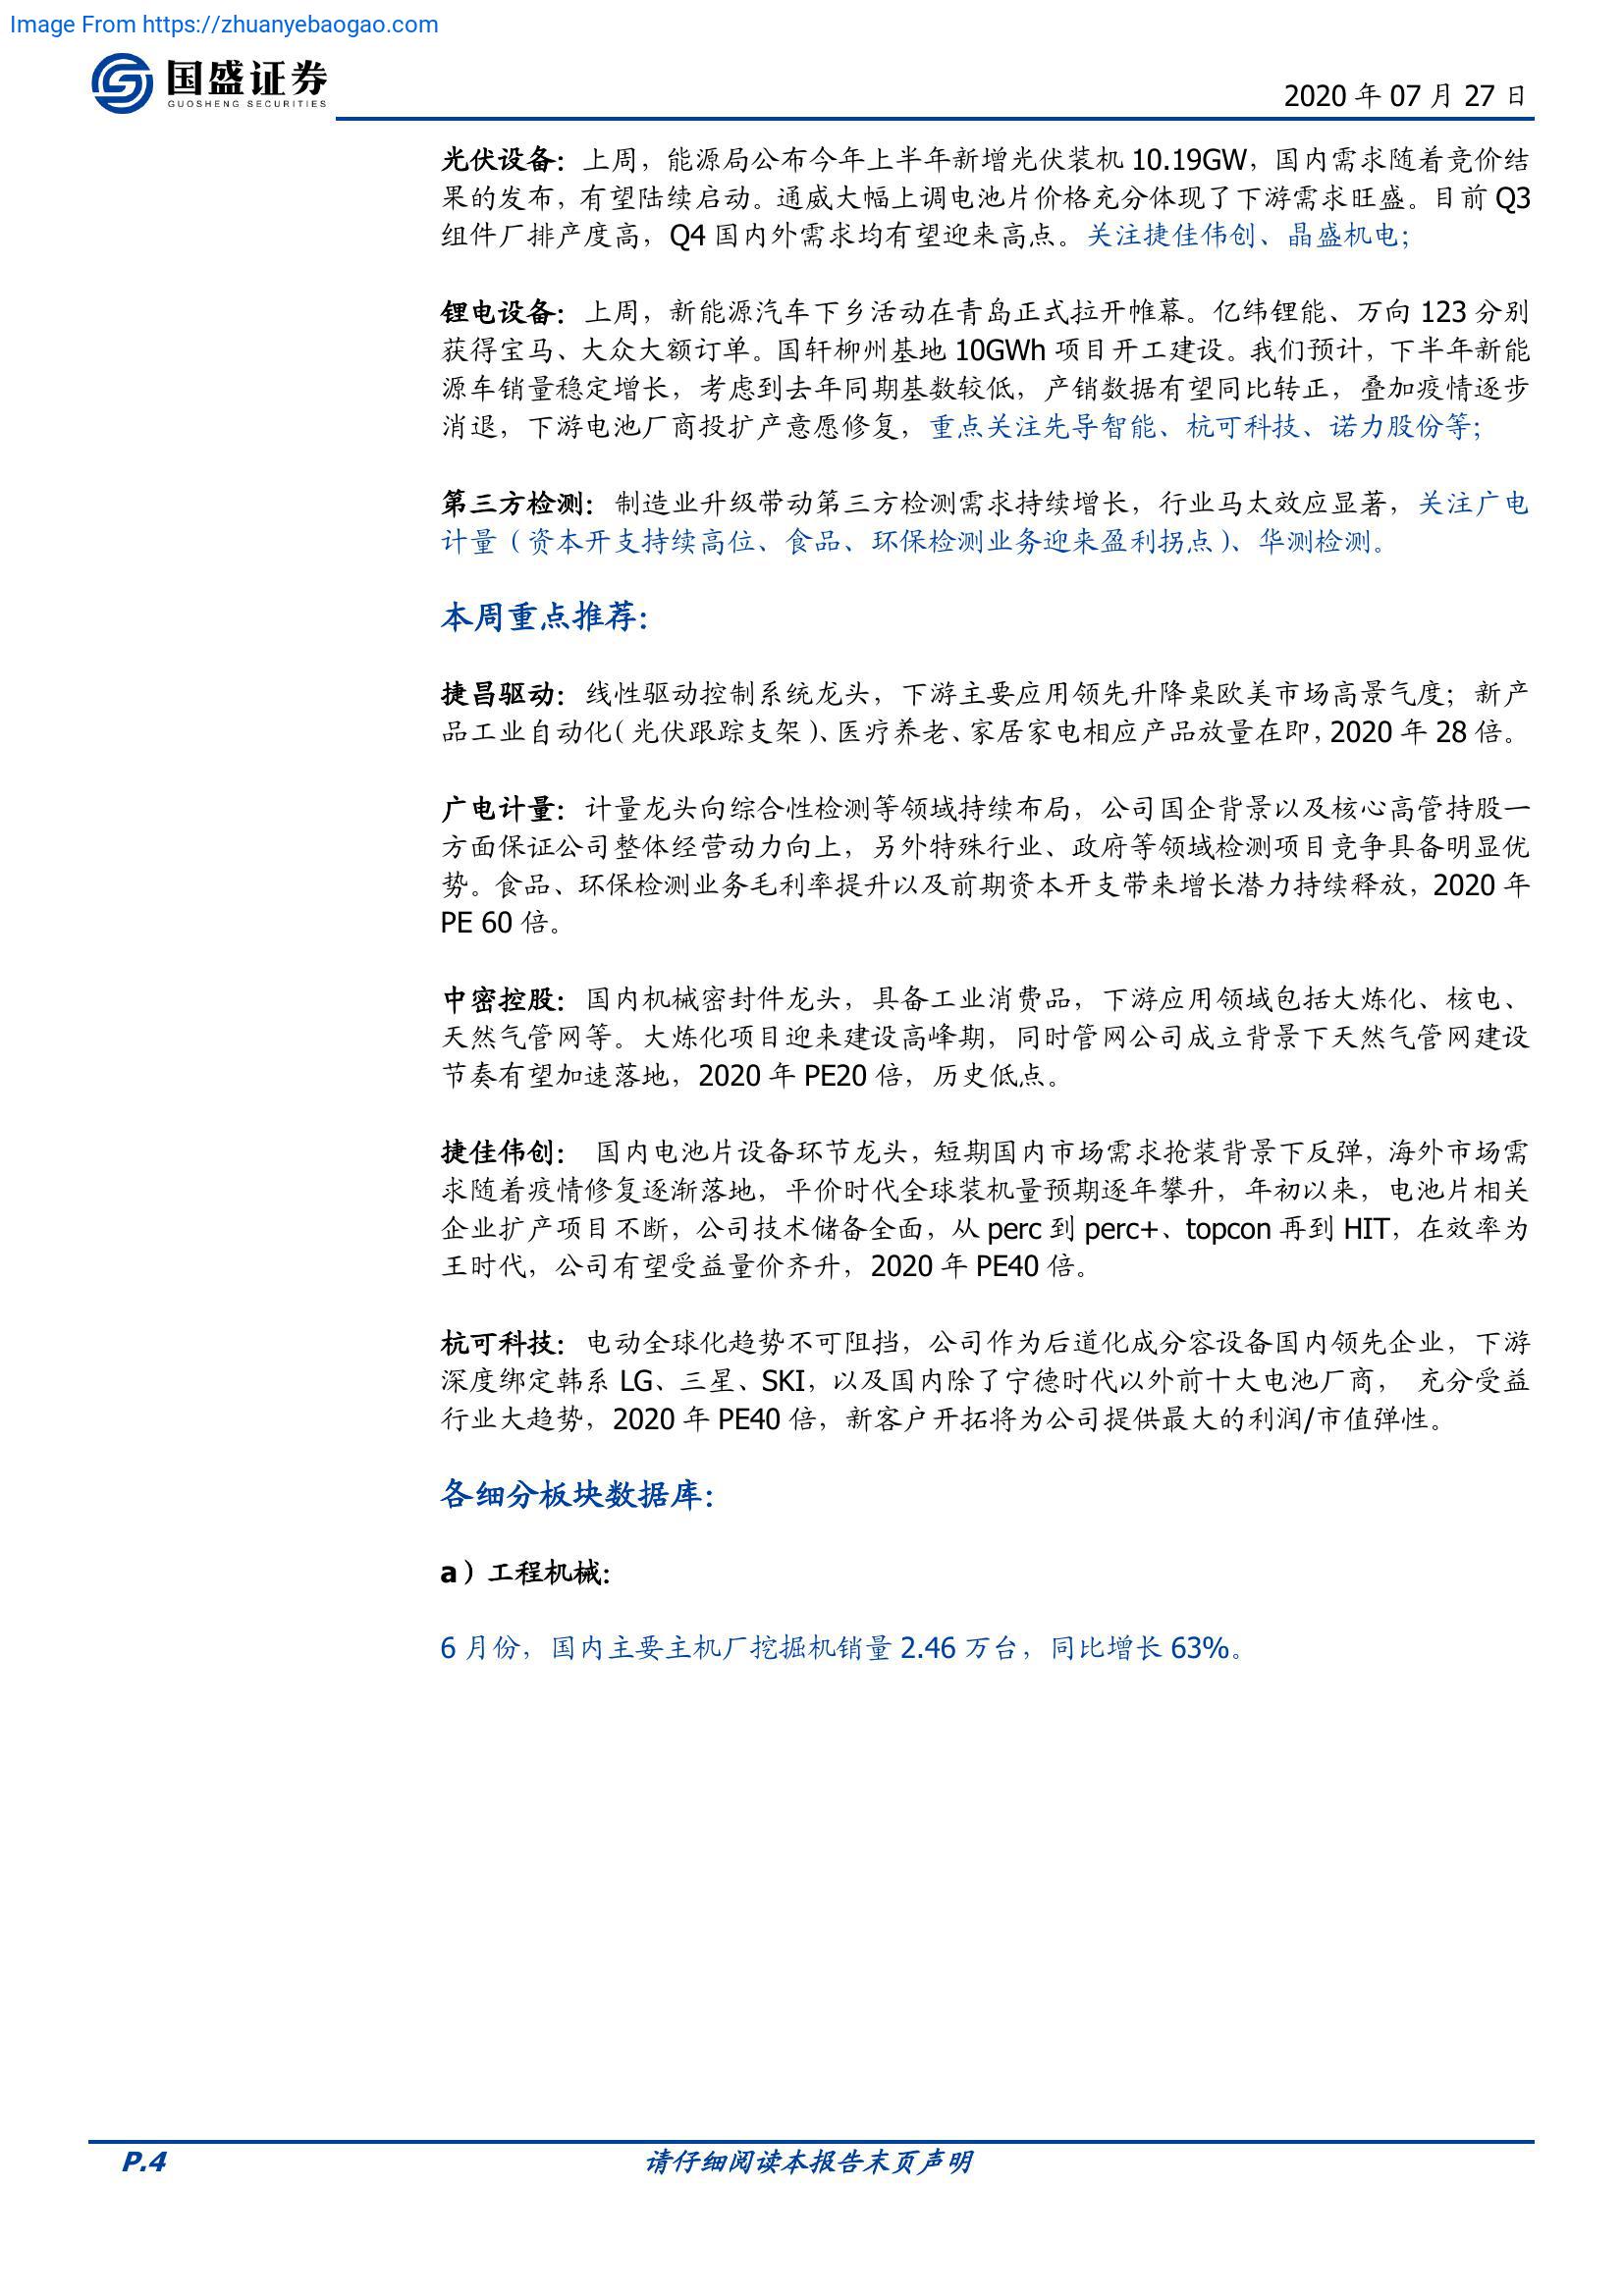 Image From https://zhuanyebaogao.com
国盛证券
GUOSHENG SECURITIES
2020 年 07 月 27 日
光伏设备：上周，能源局公布今年上半年新增光伏装机 10.19GW，国内需求随着竞价结
果的发布，有望陆续启动。通威大幅上调电池片价格充分体现了下游需求旺盛。目前 Q3
组件厂排产度高，Q4 国内外需求均有望迎来高点。关注捷佳伟创、晶盛机电；
锂电设备：上周，新能源汽车下乡活动在青岛正式拉开帷幕。亿纬锂能、万向 123 分别
获得宝马、大众大额订单。国轩柳州基地 10GWh 项目开工建设。我们预计，下半年新能
源车销量稳定增长，考虑到去年同期基数较低，产销数据有望同比转正，叠加疫情逐步
消退，下游电池厂商投扩产意愿修复，重点关注先导智能、杭可科技、诺力股份等；
第三方检测：制造业升级带动第三方检测需求持续增长，行业马太效应显著，关注广电
计量（资本开支持续高位、食品、环保检测业务迎来盈利拐点）、华测检测。
本周重点推荐：
捷昌驱动：线性驱动控制系统龙头，下游主要应用领先升降桌欧美市场高景气度；新产
品工业自动化（光伏跟踪支架）、医疗养老、家居家电相应产品放量在即，2020 年 28 倍。
广电计量：计量龙头向综合性检测等领域持续布局，公司国企背景以及核心高管持股一
方面保证公司整体经营动力向上，另外特殊行业、政府等领域检测项目竞争具备明显优
势。食品、环保检测业务毛利率提升以及前期资本开支带来增长潜力持续释放，2020 年
PE 60 倍。
中密控股：国内机械密封件龙头，具备工业消费品，下游应用领域包括大炼化、核电、
天然气管网等。大炼化项目迎来建设高峰期，同时管网公司成立背景下天然气管网建设
节奏有望加速落地，2020 年 PE20 倍，历史低点。
捷佳伟创： 国内电池片设备环节龙头，短期国内市场需求抢装背景下反弹，海外市场需
求随着疫情修复逐渐落地，平价时代全球装机量预期逐年攀升，年初以来，电池片相关
企业扩产项目不断，公司技术储备全面，从 perc 到 perc+、topcon 再到 HIT，在效率为
王时代，公司有望受益量价齐升，2020 年 PE40 倍。
杭可科技：电动全球化趋势不可阻挡，公司作为后道化成分容设备国内领先企业，下游
深度绑定韩系 LG、三星、SKI，以及国内除了宁德时代以外前十大电池厂商， 充分受益
行业大趋势，2020 年 PE40 倍，新客户开拓将为公司提供最大的利润/市值弹性。
各细分板块数据库：
a）工程机械：
6 月份，国内主要主机厂挖掘机销量 2.46 万台，同比增长 63%。
P.4
请仔细阅读本报告末页声明